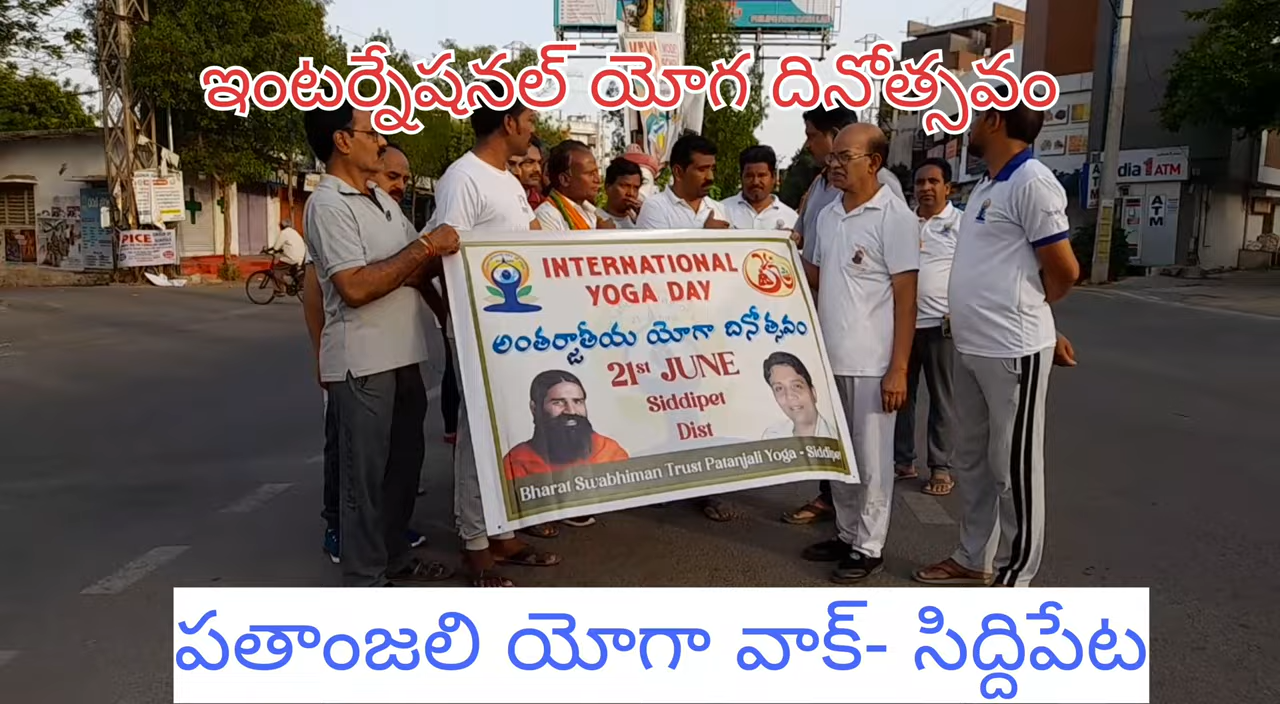 ఇంటర్నేషనల్ యోగ దినోత్సవం
INTERNATIONAL
YOGA DAY
అంతర్జాతీయ యోగా దినోత్సవం
21st JUNE
Siddipet
Dist
Bharat Swabhiman Trust Patanjali Yoga - Siddipet
dia 1 ATM
ATM
పతాంజలి యోగా వాక్- సిద్దిపేట